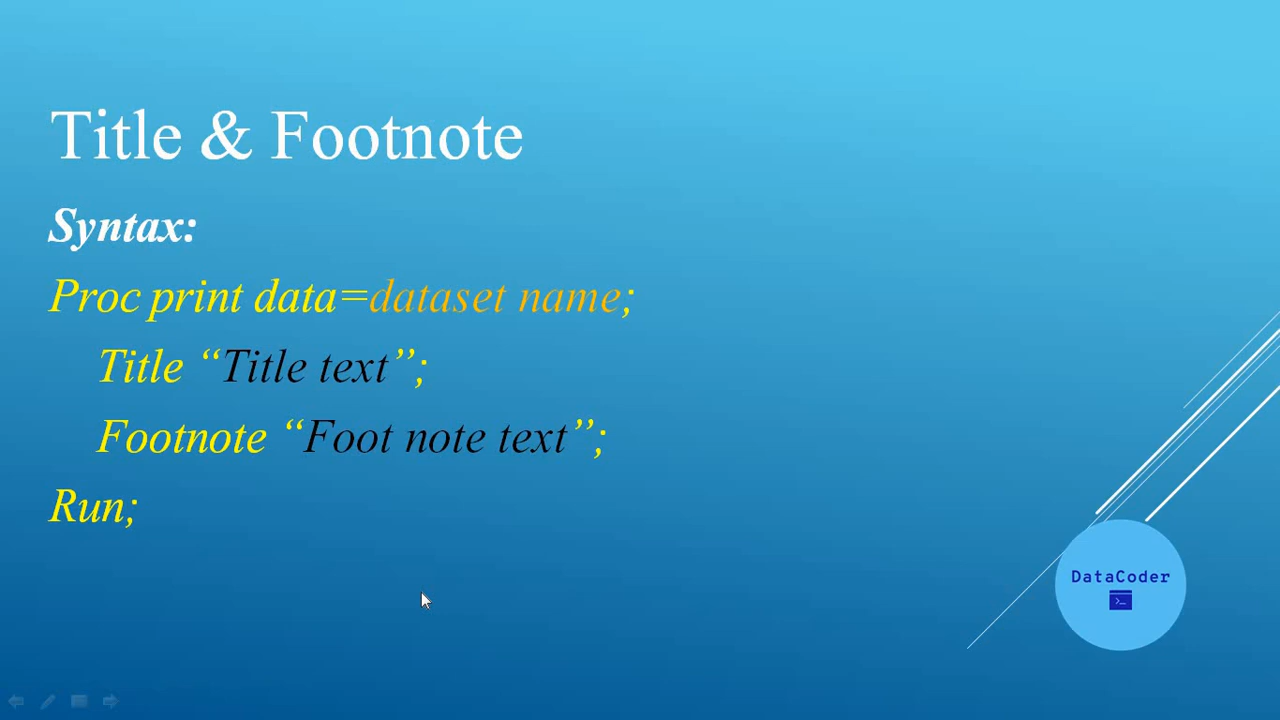 Title & Footnote
Syntax:
Proc print data=dataset name;
Title “Title text”;
Footnote “Foot note text”;
Run;
DataCoder
>_